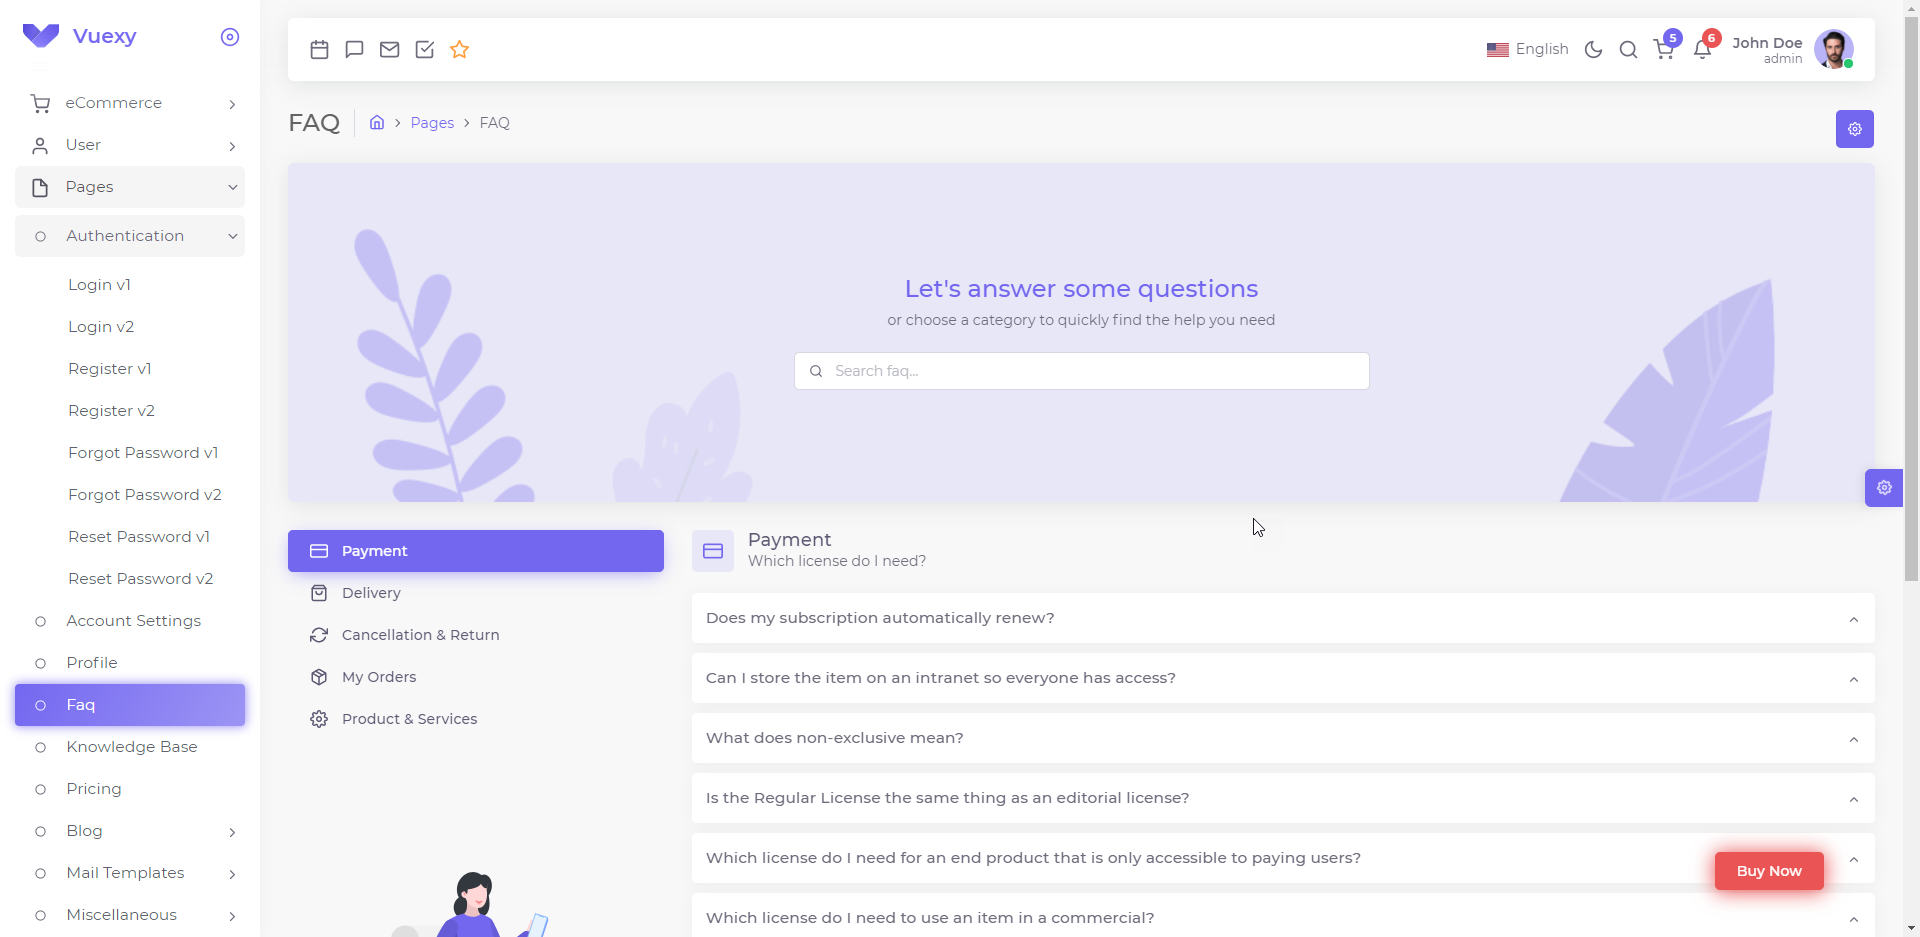 Vuexy
eCommerce
User
Pages
Authentication
Login v1
Login v2
Register v1
Register v2
Forgot Password v1
Forgot Password v2
Reset Password v1
Reset Password v2
Account Settings
Profile
Faq
Knowledge Base
Pricing
Blog
Mail Templates
Miscellaneous
English
5
6
John Doe
admin
FAQ
Pages
FAQ
Let's answer some questions
or choose a category to quickly find the help you need
Search faq...
Payment
Delivery
Cancellation & Return
My Orders
Product & Services
Payment
Which license do I need?
Does my subscription automatically renew?
Can I store the item on an intranet so everyone has access?
What does non-exclusive mean?
Is the Regular License the same thing as an editorial license?
Which license do I need for an end product that is only accessible to paying users?
Which license do I need to use an item in a commercial?
Buy Now